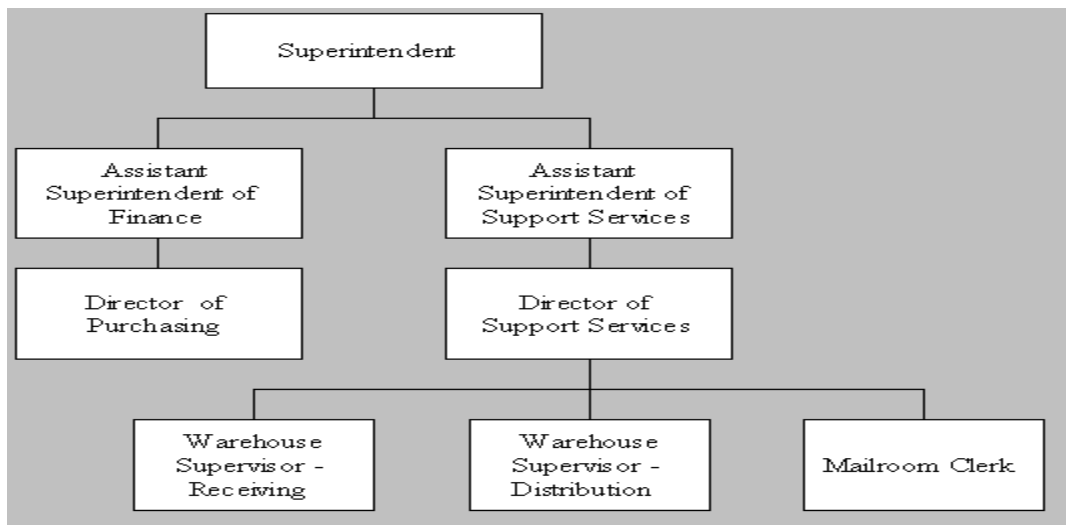 Superintendent
Assistant
Superintendent of
Finance
Assistant
Superintendent of
Support Services
Director of
Purchasing
Director of
Support Services
Warehouse
Supervisor -
Receiving
Warehouse
Supervisor -
Distribution
Mailroom Clerk